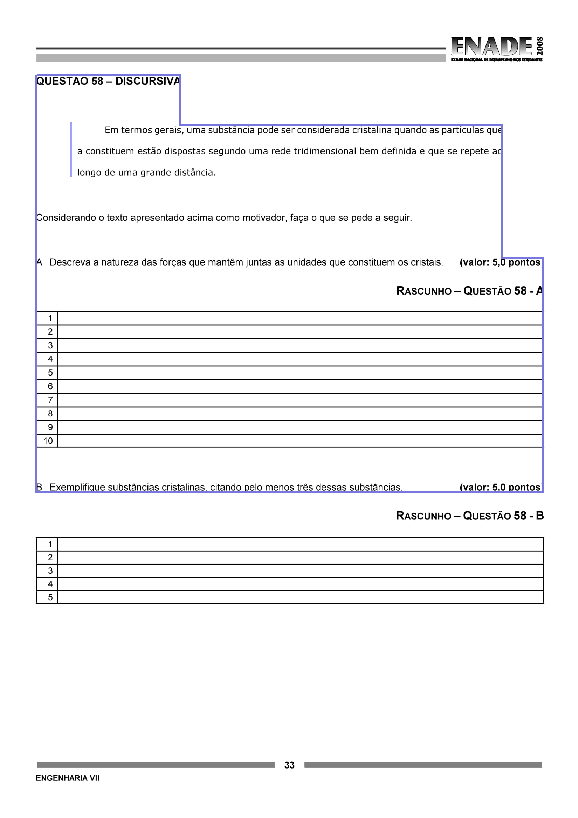 ENADE 2008
EXAME NACIONAL DE DESEMPENHO DOS ESTUDANTES
QUESTÃO 58 – DISCURSIVA
Em termos gerais, uma substância pode ser considerada cristalina quando as partículas que
a constituem estão dispostas segundo uma rede tridimensional bem definida e que se repete ao
longo de uma grande distância.
Considerando o texto apresentado acima como motivador, faça o que se pede a seguir.
A Descreva a natureza das forças que mantêm juntas as unidades que constituem os cristais. (valor: 5,0 pontos
RASCUNHO – QUESTÃO 58 - A
1
2
3
4
5
6
7
8
9
10
B Exemplifique substâncias cristalinas, citando pelo menos três dessas substâncias. (valor: 5,0 pontos
RASCUNHO – QUESTÃO 58 - B
1
2
3
4
5
33
ENGENHARIA VII